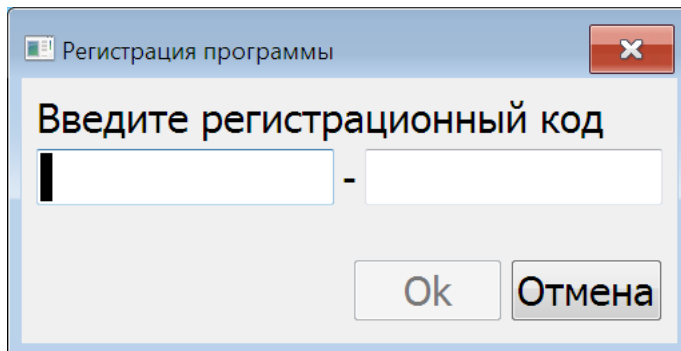 Регистрация программы
Введите регистрационный код
-
Ok Отмена